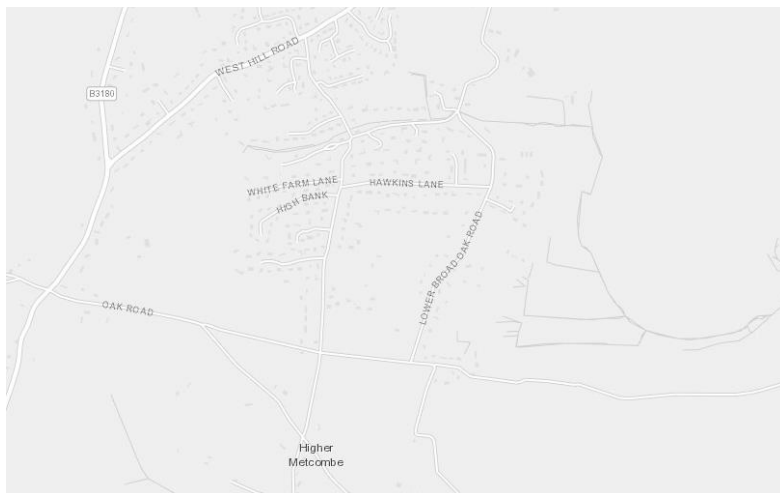 WEST HILL ROAD
B3180
WHITE FARM LANE
HAWKINS LANE
HIGH BANK
LOWER BROAD OAK ROAD
OAK ROAD
Higher
Metcombe